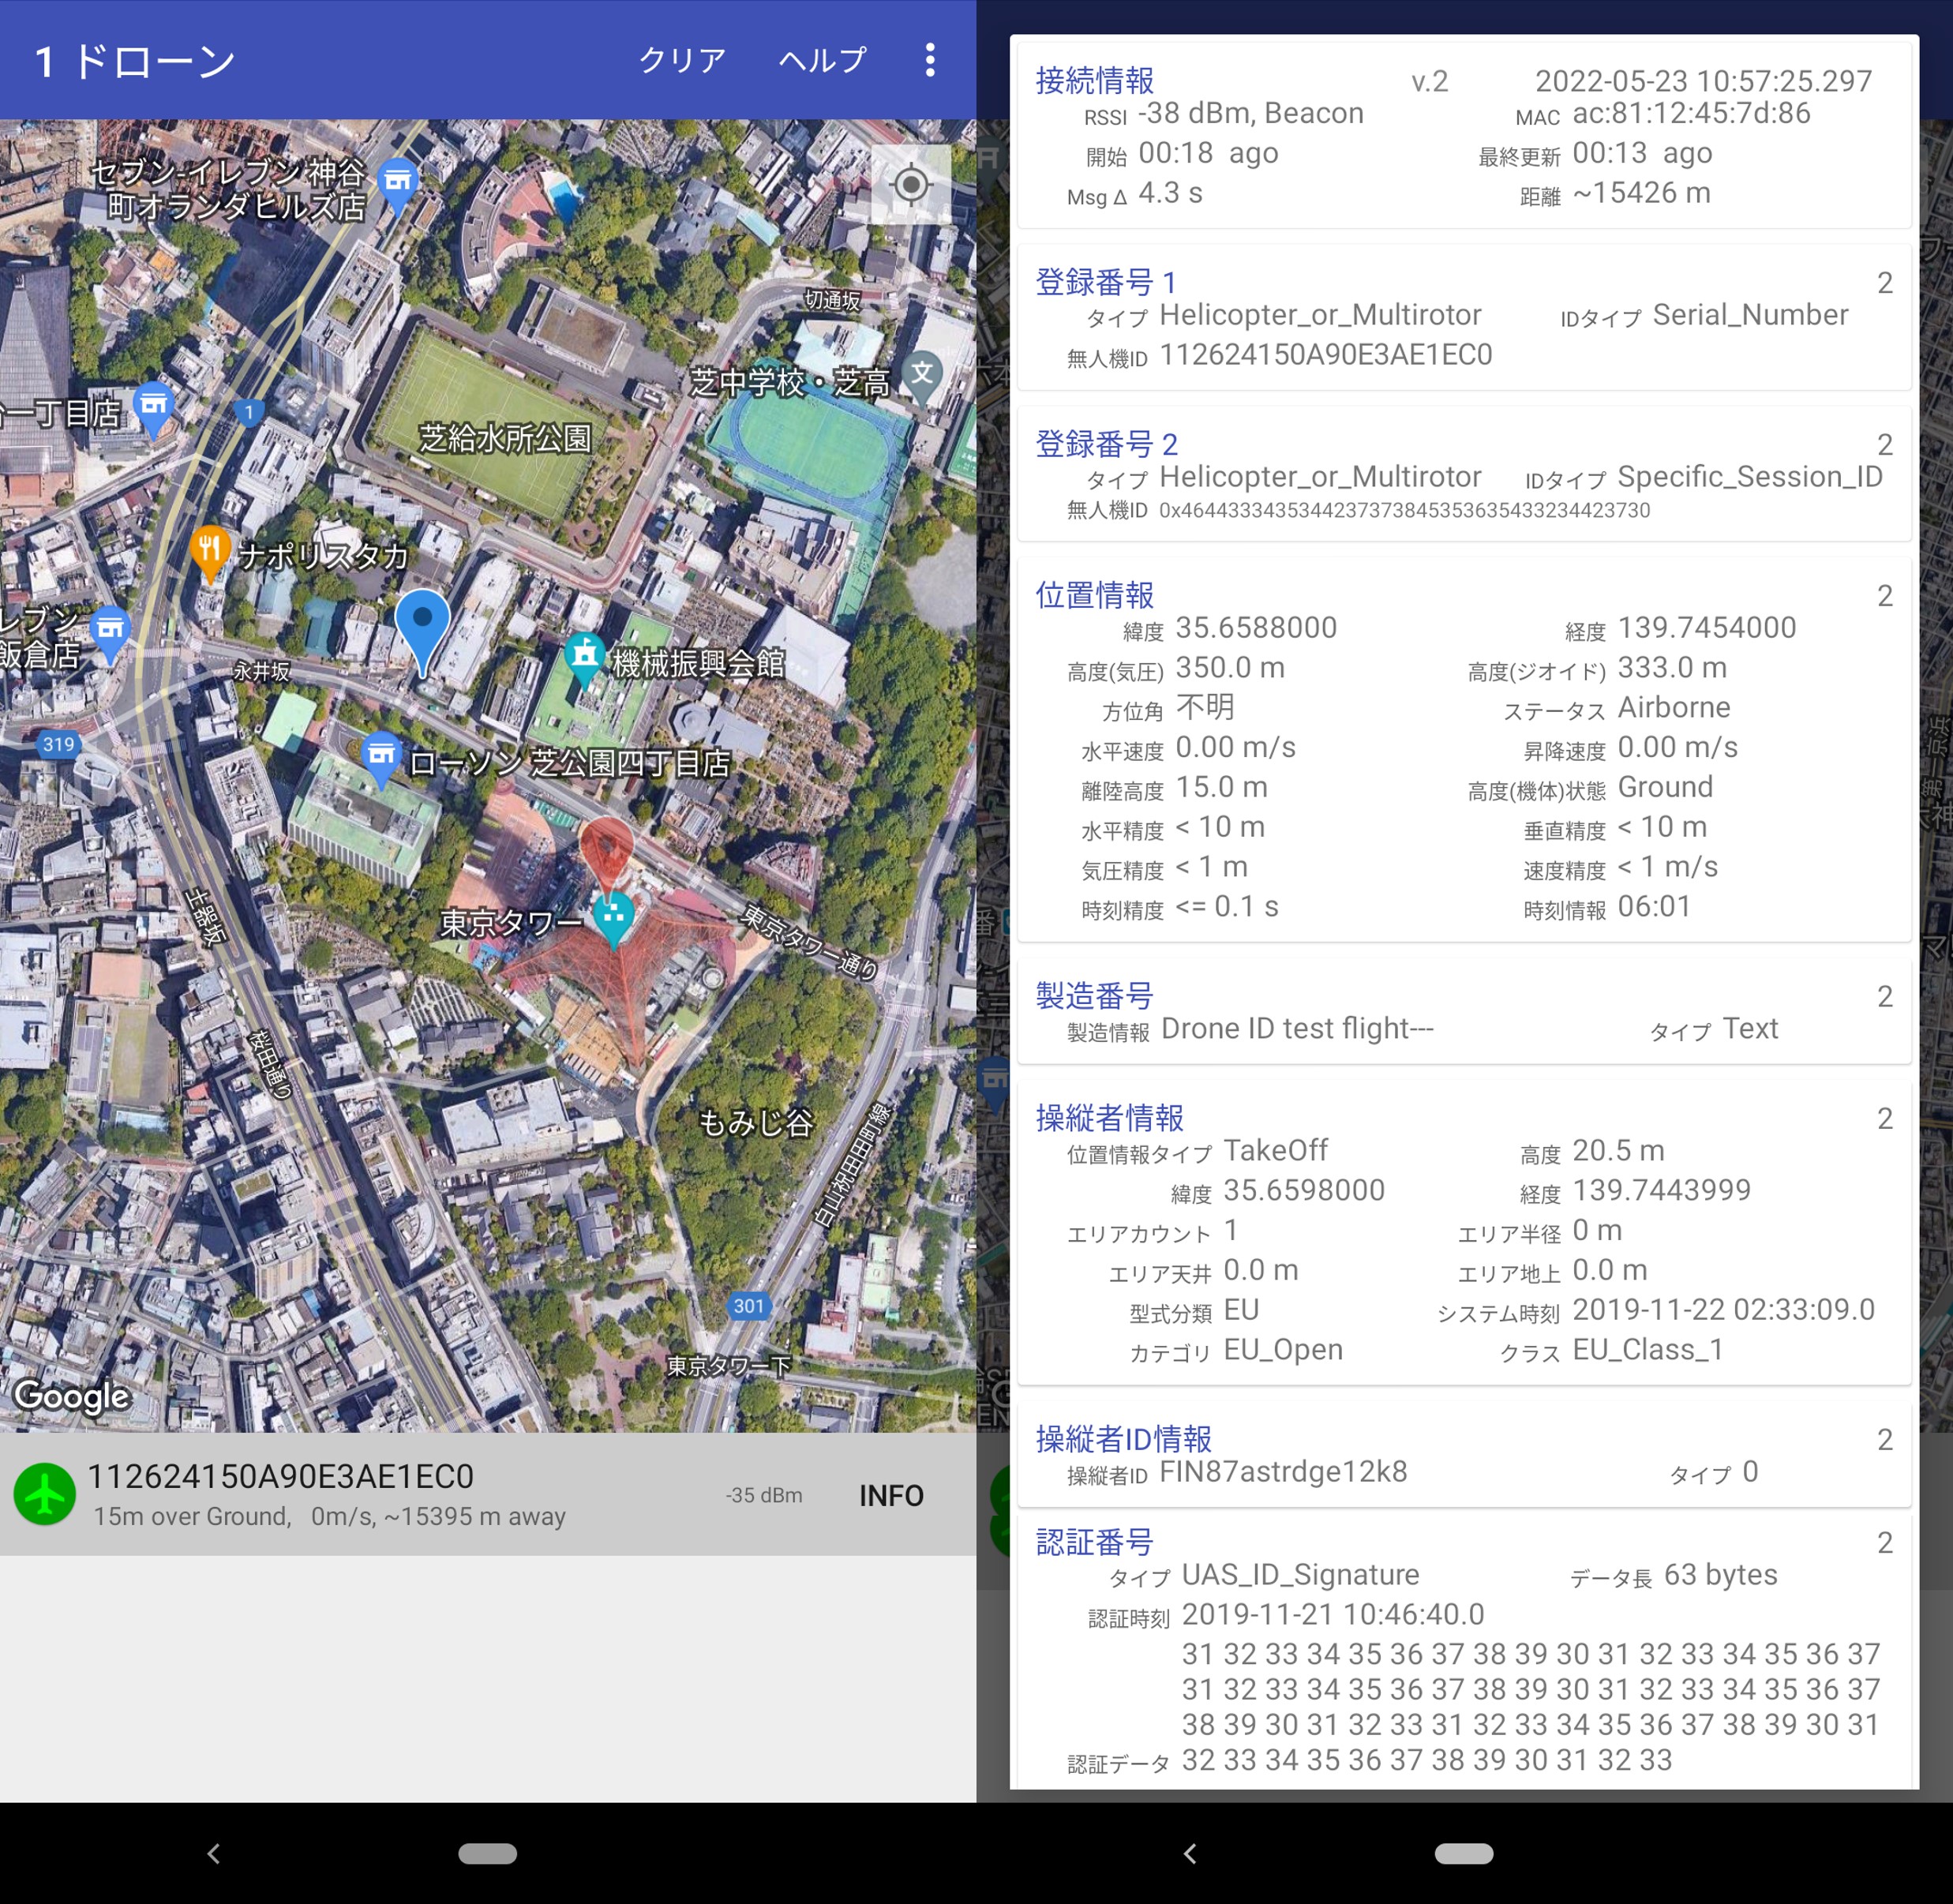 1 ドローン
クリア
ヘルプ
セブン-イレブン 神谷
町オランダヒルズ店
切通坂
一丁目店
1
芝中学校・芝高
文
芝給水所公園
ナポリスタカ
レブン
飯倉店
永井坂
機械振興会館
319
ローソン 芝公園四丁目店
土器坂
東京タワー
東京タワー通り
桜田通り
もみじ谷
白山祝田田町線
301
東京タワー下
Google
112624150A90E3AE1EC0
15m over Ground,   0m/s, ~15395 m away
-35 dBm
INFO
接続情報 v.2 2022-05-23 10:57:25.297
RSSI -38 dBm, Beacon MAC ac:81:12:45:7d:86
開始 00:18 ago 最終更新 00:13 ago
Msg Δ 4.3 s 距離 ~15426 m
登録番号 1 2
タイプ Helicopter_or_Multirotor IDタイプ Serial_Number
無人機ID 112624150A90E3AE1EC0
登録番号 2 2
タイプ Helicopter_or_Multirotor IDタイプ Specific_Session_ID
無人機ID 0x4644333435344237373845353635433234423730
位置情報 2
緯度 35.6588000 経度 139.7454000
高度(気圧) 350.0 m 高度(ジオイド) 333.0 m
方位角 不明 ステータス Airborne
水平速度 0.00 m/s 昇降速度 0.00 m/s
離陸高度 15.0 m 高度(機体)状態 Ground
水平精度 < 10 m 垂直精度 < 10 m
気圧精度 < 1 m 速度精度 < 1 m/s
時刻精度 <= 0.1 s 時刻情報 06:01
製造番号 2
製造情報 Drone ID test flight--- タイプ Text
操縦者情報 2
位置情報タイプ TakeOff 高度 20.5 m
緯度 35.6598000 経度 139.7443999
エリアカウント 1 エリア半径 0 m
エリア天井 0.0 m エリア地上 0.0 m
型式分類 EU システム時刻 2019-11-22 02:33:09.0
カテゴリ EU_Open クラス EU_Class_1
操縦者ID情報 2
操縦者ID FIN87astrdge12k8 タイプ 0
認証番号 2
タイプ UAS_ID_Signature データ長 63 bytes
認証時刻 2019-11-21 10:46:40.0
31 32 33 34 35 36 37 38 39 30 31 32 33 34 35 36 37
31 32 33 34 35 36 37 38 39 30 31 32 33 34 35 36 37
38 39 30 31 32 33 31 32 33 34 35 36 37 38 39 30 31
認証データ 32 33 34 35 36 37 38 39 30 31 32 33